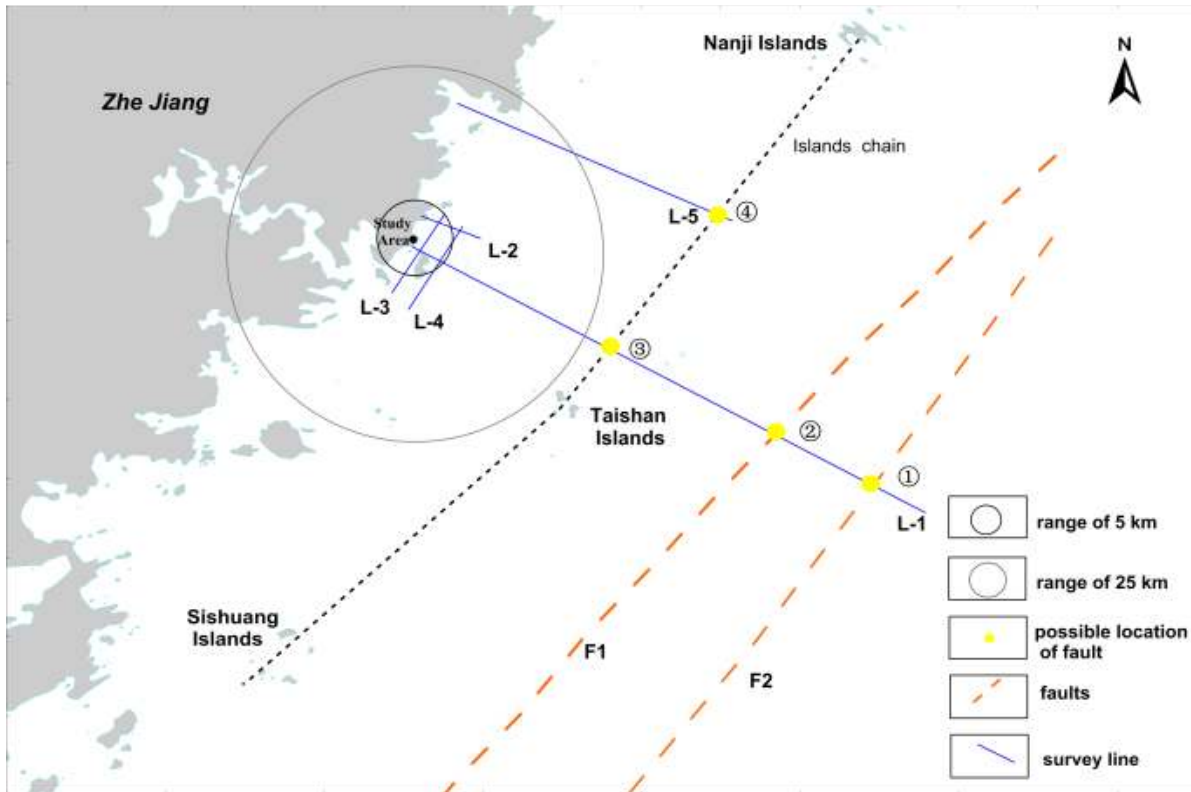 Nanji Islands
N
Zhe Jiang
Islands chain
L-5
④
Study
Area
L-2
L-3
L-4
③
Taishan
Islands
②
①
L-1
range of 5 km
range of 25 km
Sishuang
Islands
possible location
of fault
F1
F2
faults
survey line